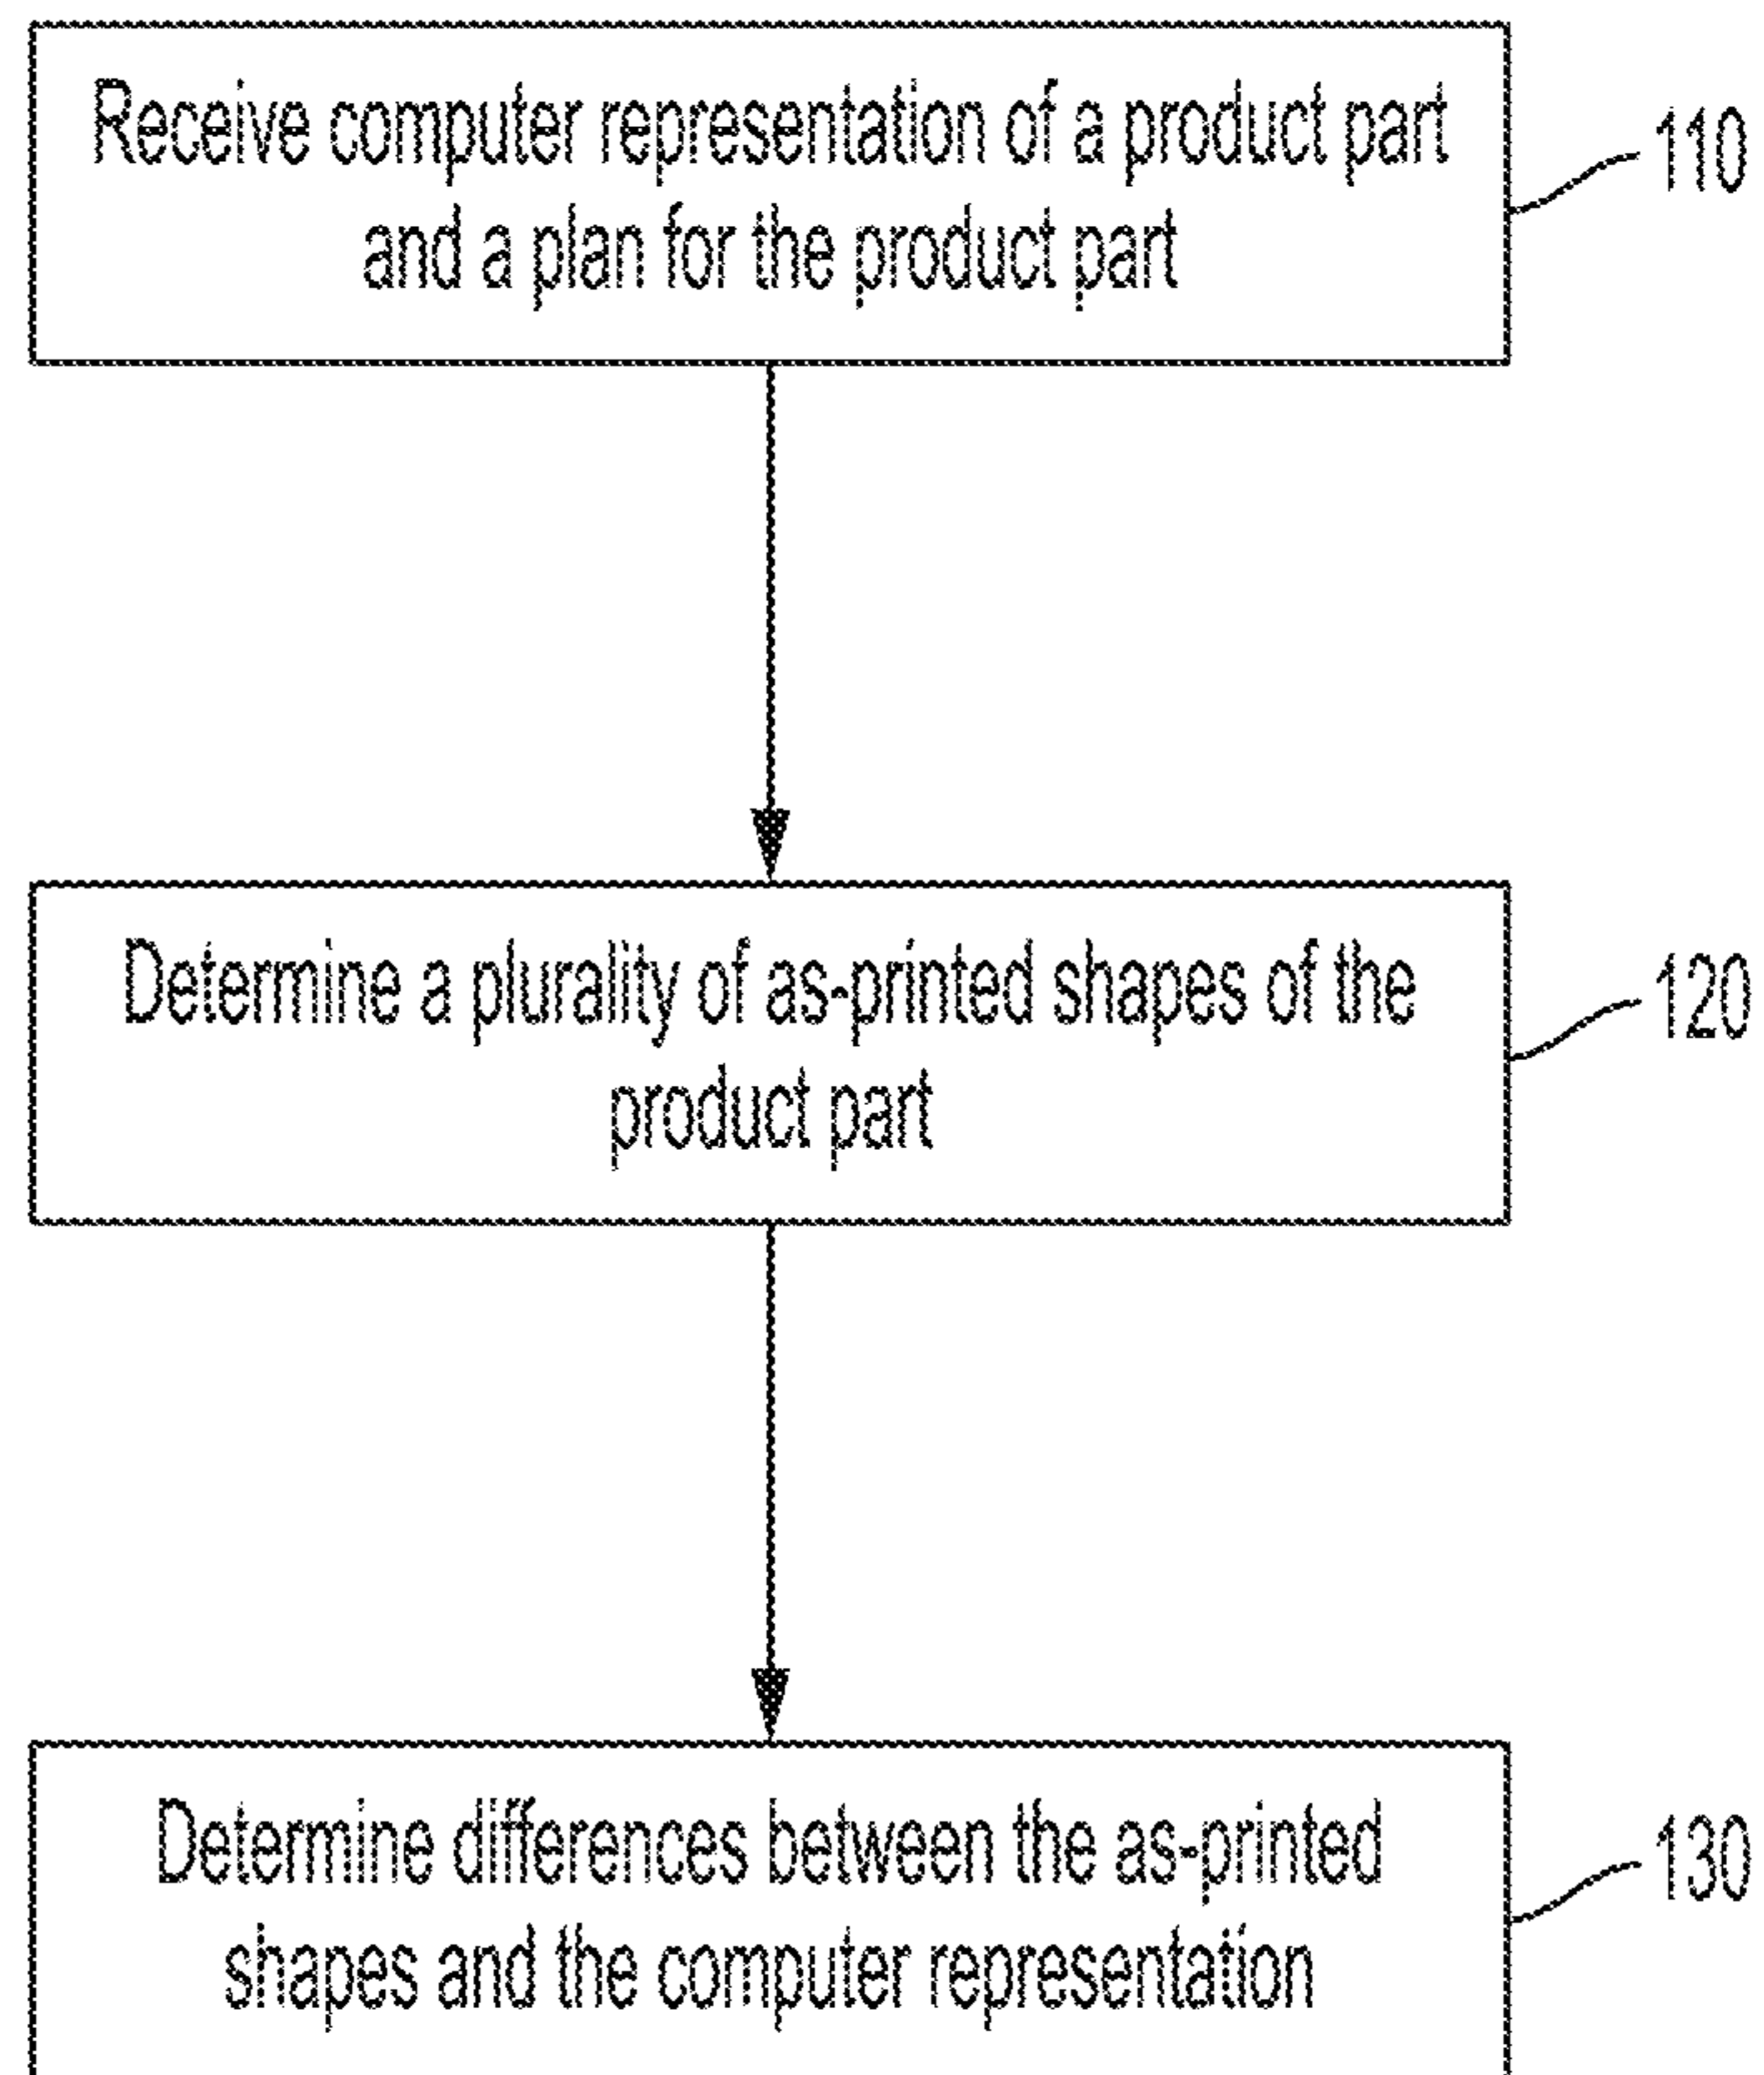 Receive computer representation of a product part
and a plan for the product part
110
Determine a plurality of as-printed shapes of the
product part
120
Determine differences between the as-printed
shapes and the computer representation
130